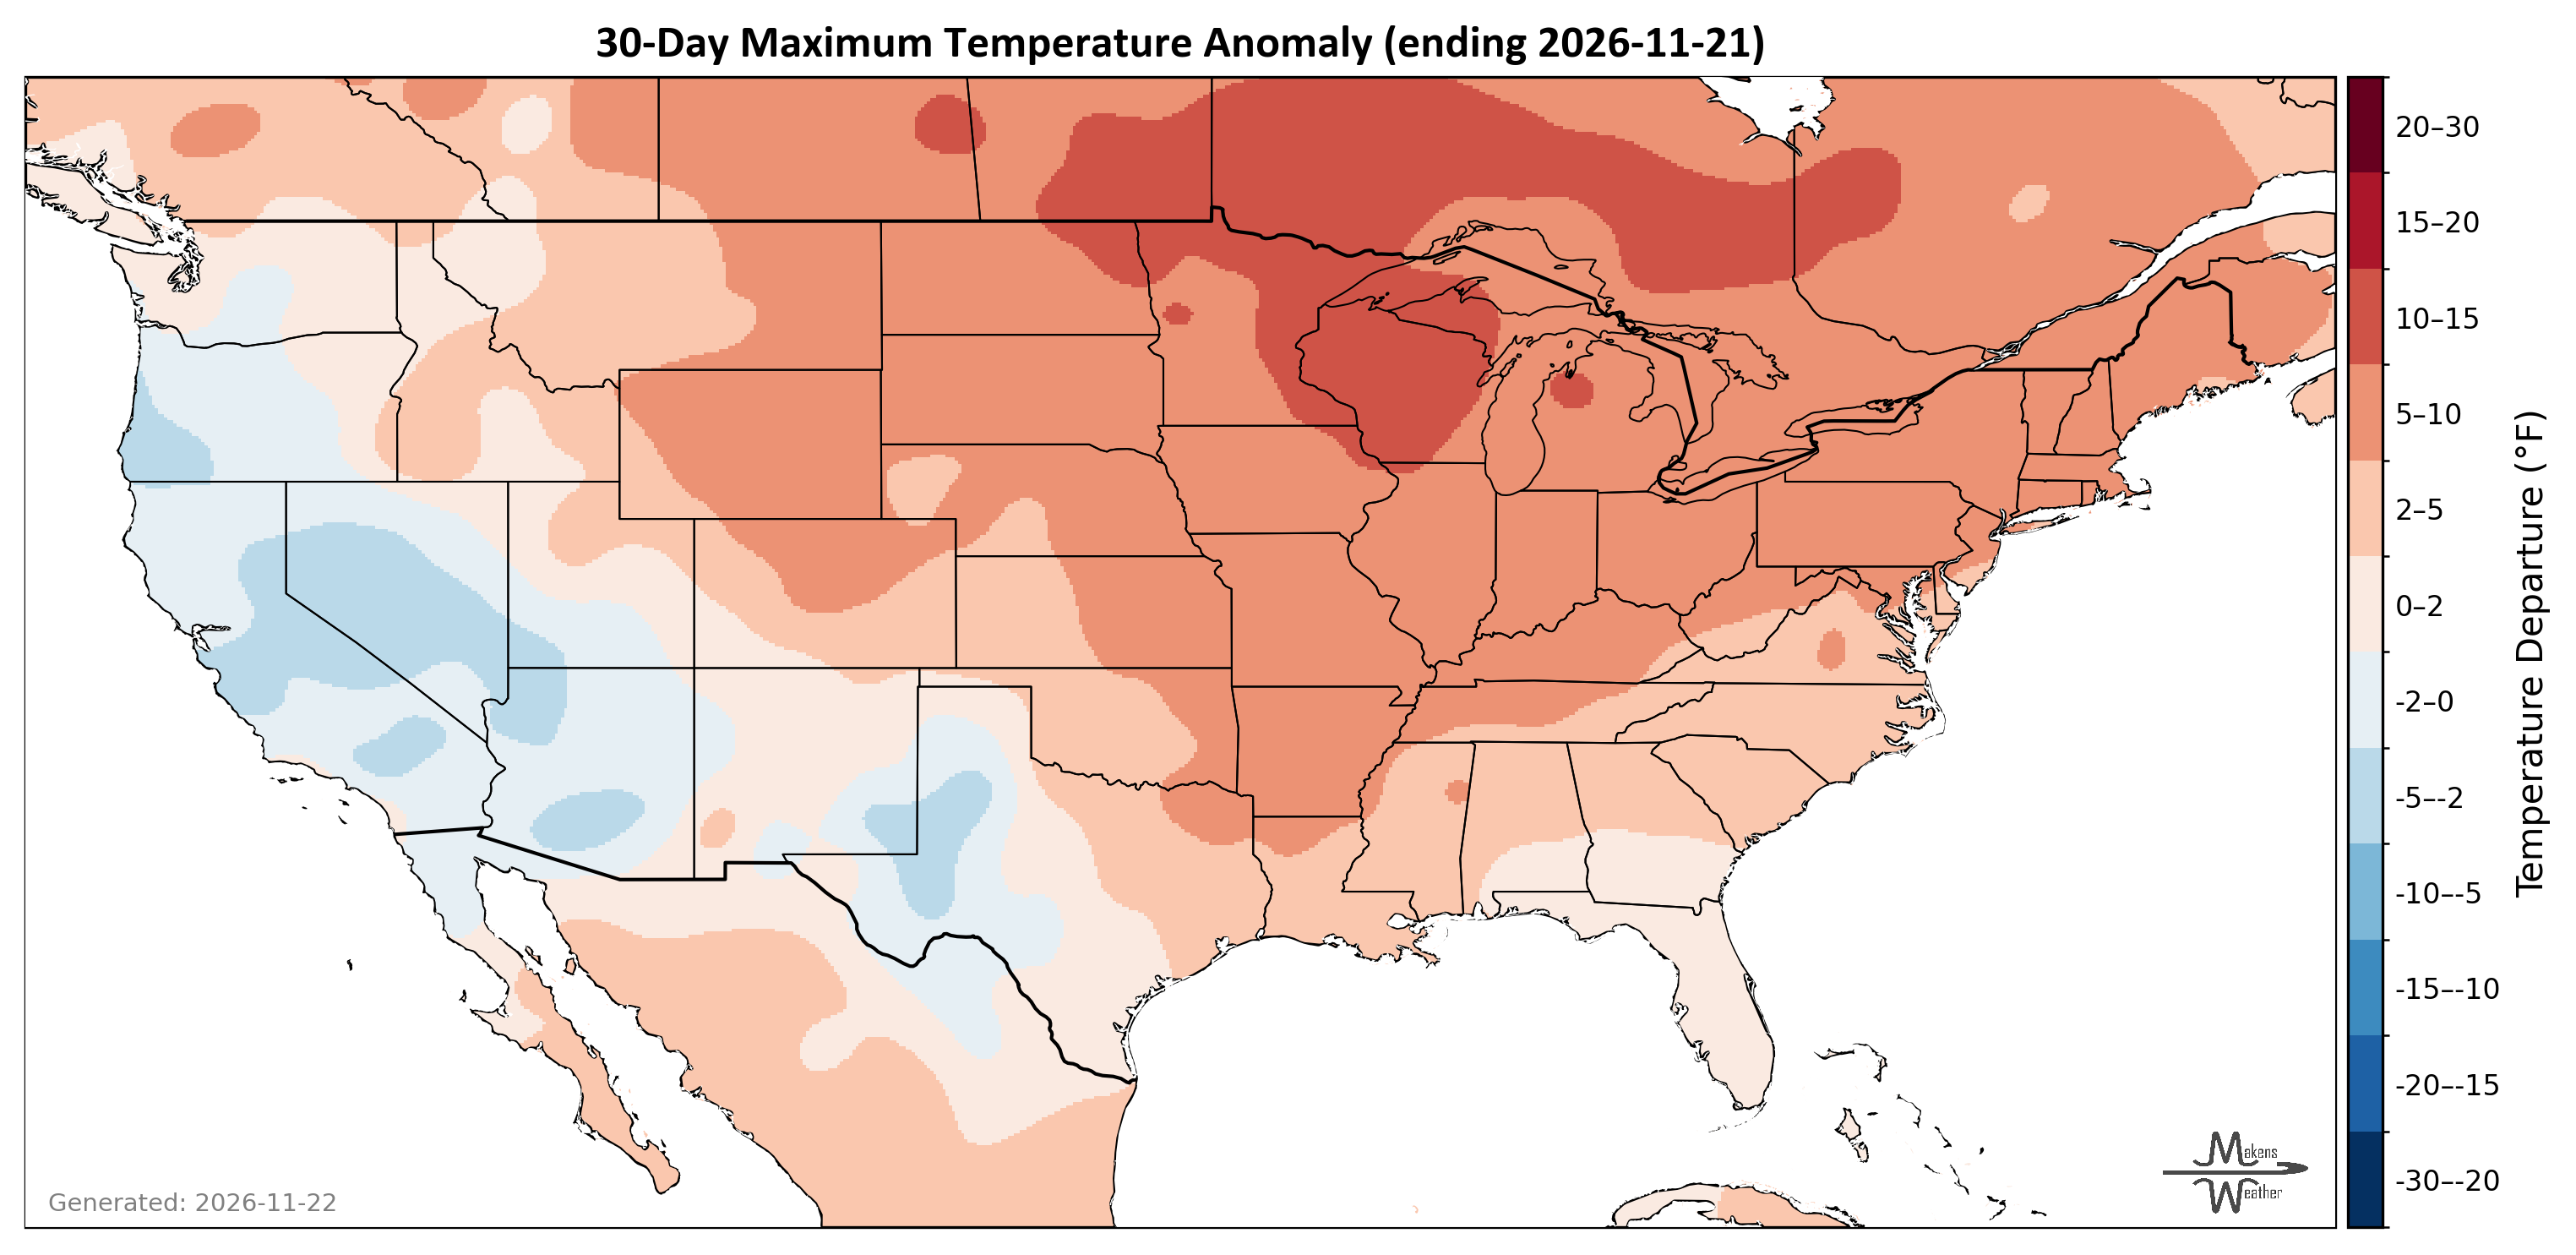 30-Day Maximum Temperature Anomaly (ending 2026-11-21)
20–30
15–20
10–15
5–10
2–5
0–2
-2–0
-5–-2
-10–-5
-15–-10
-20–-15
-30–-20
Temperature Departure (°F)
Generated: 2026-11-22
Makens
Weather